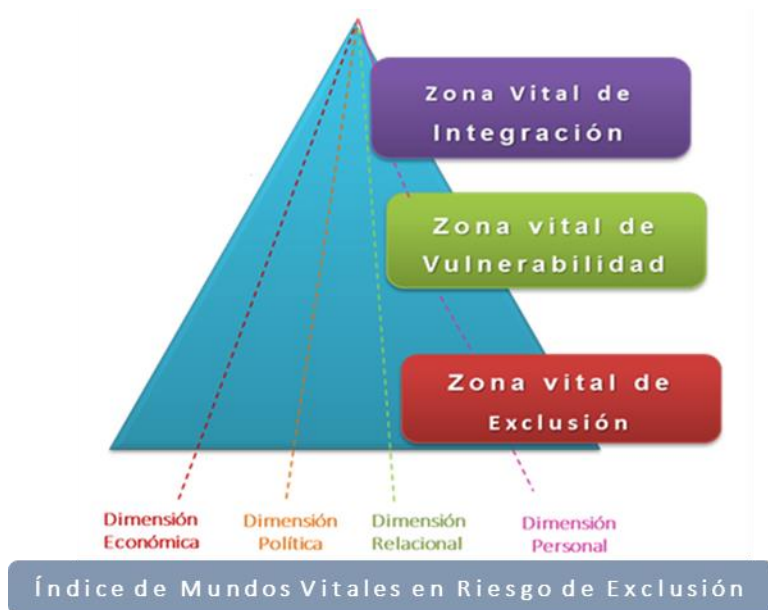 Zona Vital de
Integración
Zona vital de
Vulnerabilidad
Zona vital de
Exclusión
Dimensión
Económica
Dimensión
Política
Dimensión
Relacional
Dimensión
Personal
Índice de Mundos Vitales en Riesgo de Exclusión